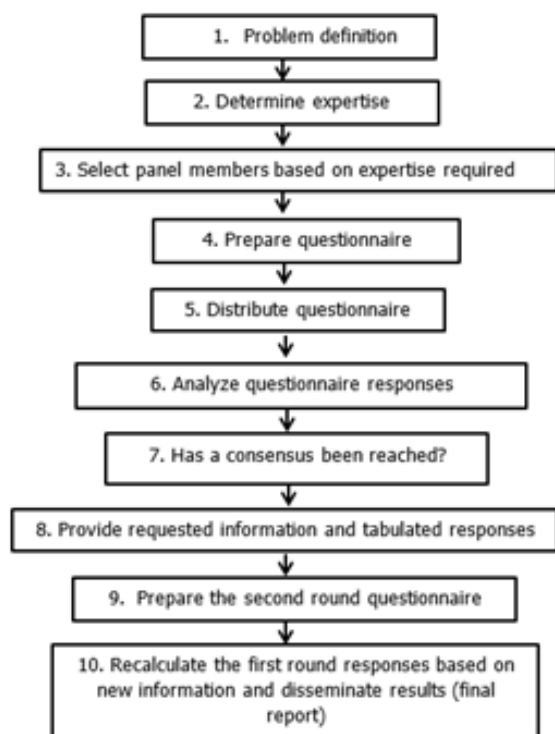 1. Problem definition
2. Determine expertise
3. Select panel members based on expertise required
4. Prepare questionnaire
5. Distribute questionnaire
6. Analyze questionnaire responses
7. Has a consensus been reached?
8. Provide requested information and tabulated responses
9. Prepare the second round questionnaire
10. Recalculate the first round responses based on
new information and disseminate results (final
report)